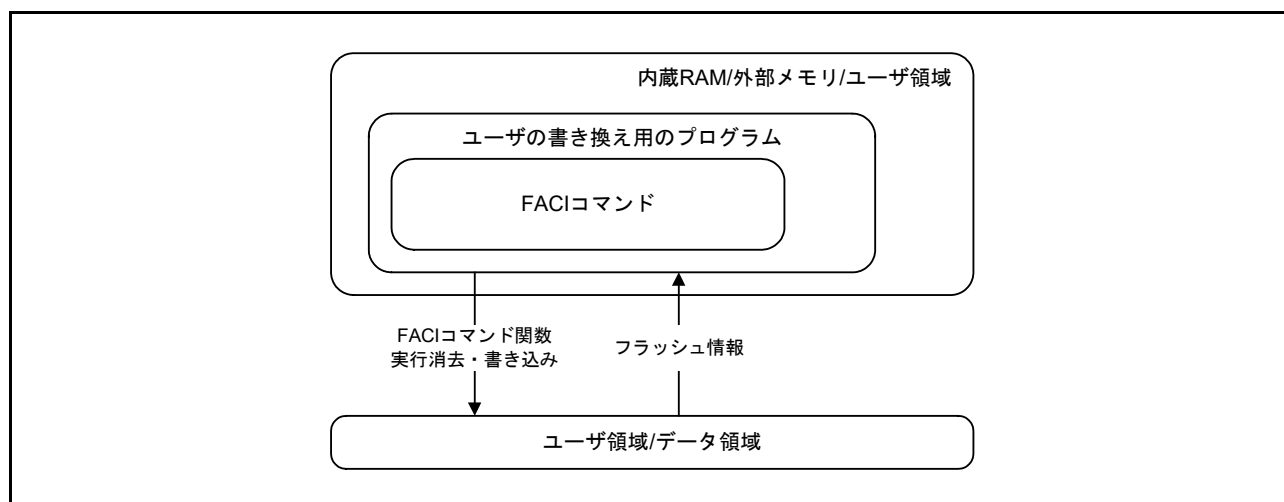 内蔵RAM/外部メモリ/ユーザ領域
ユーザの書き換え用のプログラム
FACIコマンド
FACIコマンド関数
実行消去・書き込み
フラッシュ情報
ユーザ領域/データ領域